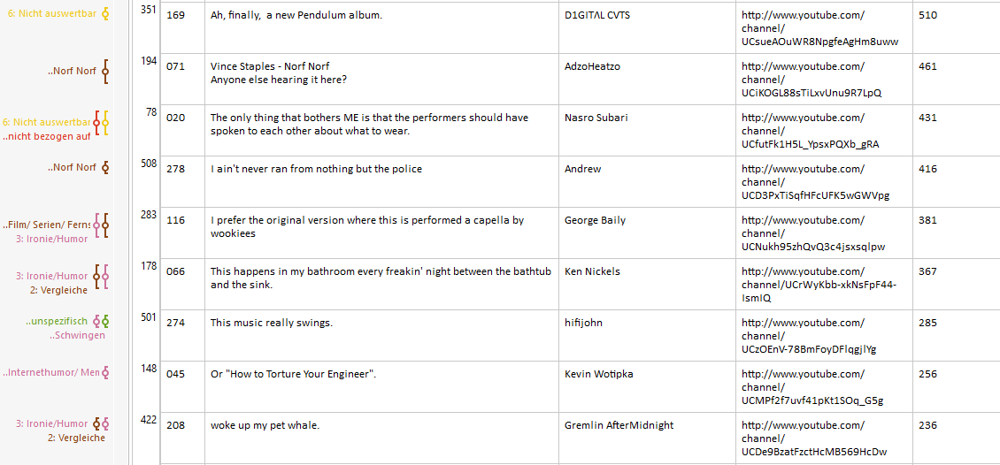 6: Nicht auswertbar
351
169
Ah, finally, a new Pendulum album.
D1GITΛL CVTS
http://www.youtube.com/
channel/
UCsueAOuWR8NpgfeAgHm8uww
510
..Norf Norf
194
071
Vince Staples - Norf Norf
Anyone else hearing it here?
AdzoHeatzo
http://www.youtube.com/
channel/
UCiKOGL88sTiLxvUnu9R7LpQ
461
6: Nicht auswertbar
..nicht bezogen auf
78
020
The only thing that bothers ME is that the performers should have
spoken to each other about what to wear.
Nasro Subari
http://www.youtube.com/
channel/
UCfutFk1H5L_YpsxPQXb_gRA
431
..Norf Norf
508
278
I ain't never ran from nothing but the police
Andrew
http://www.youtube.com/
channel/
UCD3PxTiSqfHFcUFK5wGWVpg
416
..Film/ Serien/ Ferns
3: Ironie/Humor
283
116
I prefer the original version where this is performed a capella by
wookiees
George Baily
http://www.youtube.com/
channel/
UCNukh95zhQvQ3c4jsxsqlpw
381
3: Ironie/Humor
2: Vergleiche
178
066
This happens in my bathroom every freakin' night between the bathtub
and the sink.
Ken Nickels
http://www.youtube.com/
channel/UCrWyKbb-xkNsFpF44-
IsmIQ
367
..unspezifisch
..Schwingen
501
274
This music really swings.
hifijohn
http://www.youtube.com/
channel/
UCzOEnV-78BmFoyDFlqgjlYg
285
..Internethumor/ Men
148
045
Or "How to Torture Your Engineer".
Kevin Wotipka
http://www.youtube.com/
channel/
UCMPf2f7uvf41pKt1SOq_G5g
256
3: Ironie/Humor
2: Vergleiche
422
208
woke up my pet whale.
Gremlin AfterMidnight
http://www.youtube.com/
channel/
UCDe9BzatFzctHcMB569HcDw
236